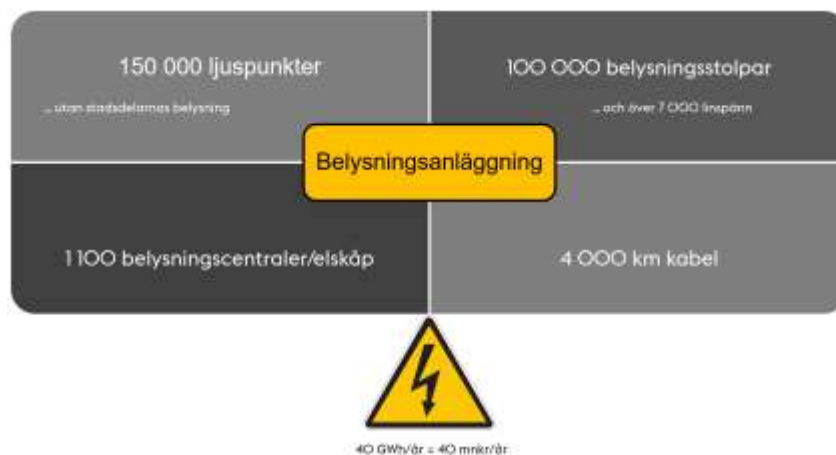 150 000 ljuspunkter
... utan stadsdelarnas belysning
100 000 belysningsstolpar
... och över 7 000 linspänn
Belysningsanläggning
1 100 belysningscentraler/elskåp
4 000 km kabel
40 GWh/år = 40 mnkr/år